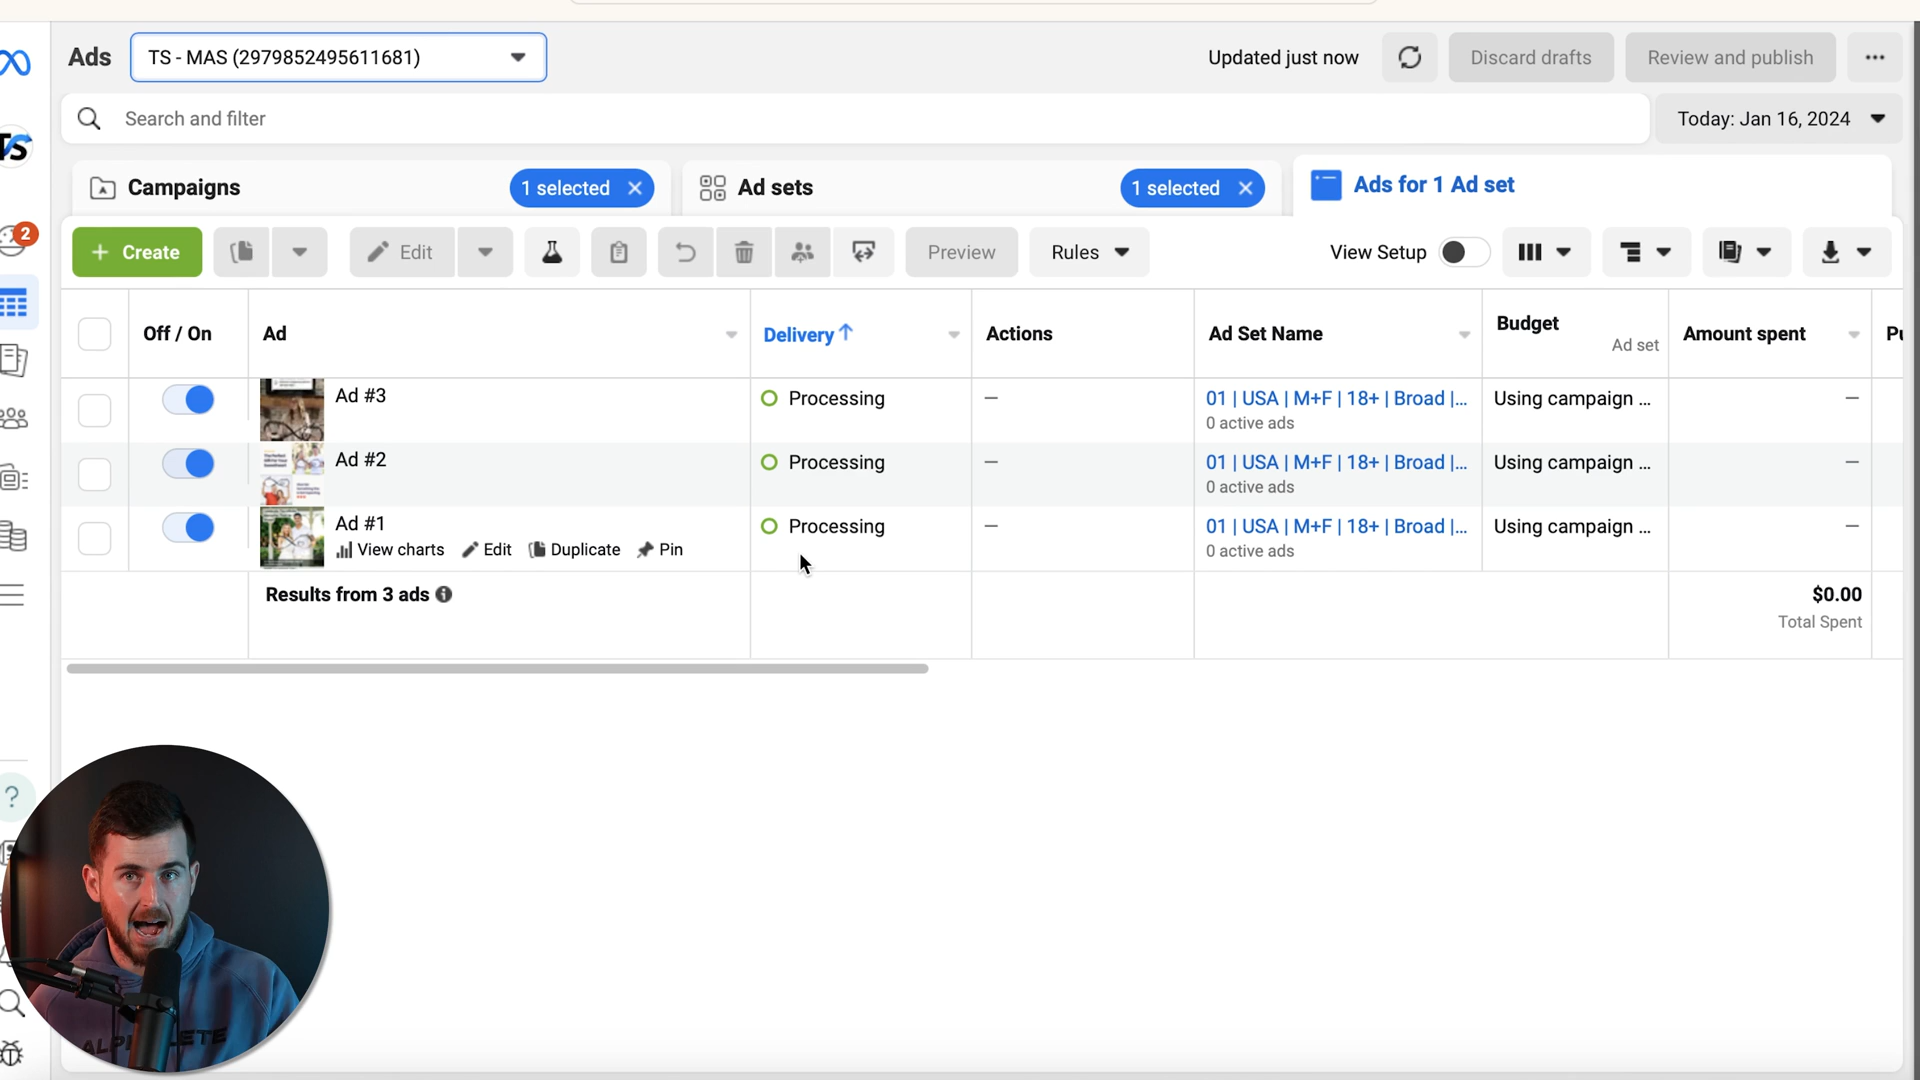 Ads
TS - MAS (2979852495611681)
Updated just now
Discard drafts
Review and publish
Search and filter
Today: Jan 16, 2024
TS
Campaigns
1 selected
Ad sets
1 selected
Ads for 1 Ad set
2
Create
Edit
Preview
Rules
View Setup
Off / On
Ad
Delivery
Actions
Ad Set Name
Budget
Ad set
Amount spent
Ad #3
Processing
—
01 | USA | M+F | 18+ | Broad |...
0 active ads
Using campaign ...
—
Ad #2
Processing
—
01 | USA | M+F | 18+ | Broad |...
0 active ads
Using campaign ...
—
Ad #1
View charts
Edit
Duplicate
Pin
Processing
—
01 | USA | M+F | 18+ | Broad |...
0 active ads
Using campaign ...
—
Results from 3 ads
$0.00
Total Spent